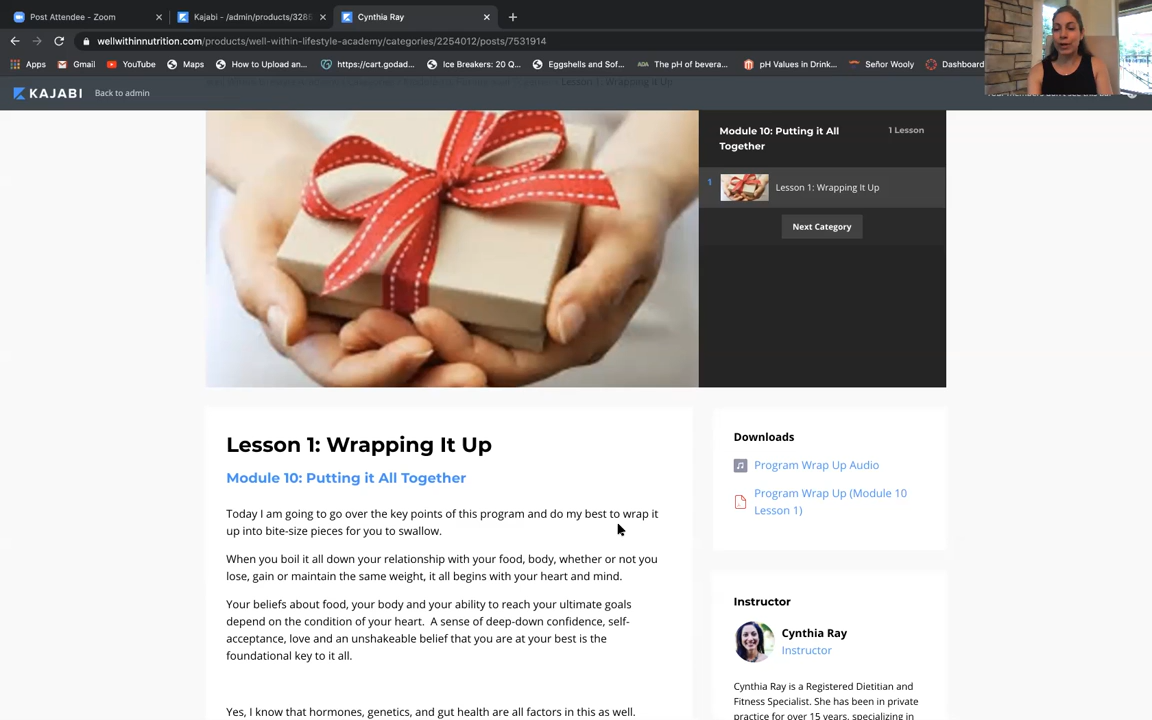 Post Attendee - Zoom
Kajabi - /admin/products/3288
Cynthia Ray
wellwithinnutrition.com/products/well-within-lifestyle-academy/categories/2254012/posts/7531914
Apps
Gmail
YouTube
Maps
How to Upload an...
https://cart.godad...
Ice Breakers: 20 Q...
Eggshells and Sof...
ADA
The pH of bevera...
pH Values in Drink...
Señor Wooly
Dashboard
KAJABI
Back to admin
Lesson 1: Wrapping It Up
Module 10: Putting it All
Together
1 Lesson
1
Lesson 1: Wrapping It Up
Next Category
Lesson 1: Wrapping It Up
Module 10: Putting it All Together
Today I am going to go over the key points of this program and do my best to wrap it
up into bite-size pieces for you to swallow.
When you boil it all down your relationship with your food, body, whether or not you
lose, gain or maintain the same weight, it all begins with your heart and mind.
Your beliefs about food, your body and your ability to reach your ultimate goals
depend on the condition of your heart.  A sense of deep-down confidence, self-
acceptance, love and an unshakeable belief that you are at your best is the
foundational key to it all.
Yes, I know that hormones, genetics, and gut health are all factors in this as well.
Downloads
Program Wrap Up Audio
Program Wrap Up (Module 10
Lesson 1)
Instructor
Cynthia Ray
Instructor
Cynthia Ray is a Registered Dietitian and
Fitness Specialist. She has been in private
practice for over 15 years, specializing in